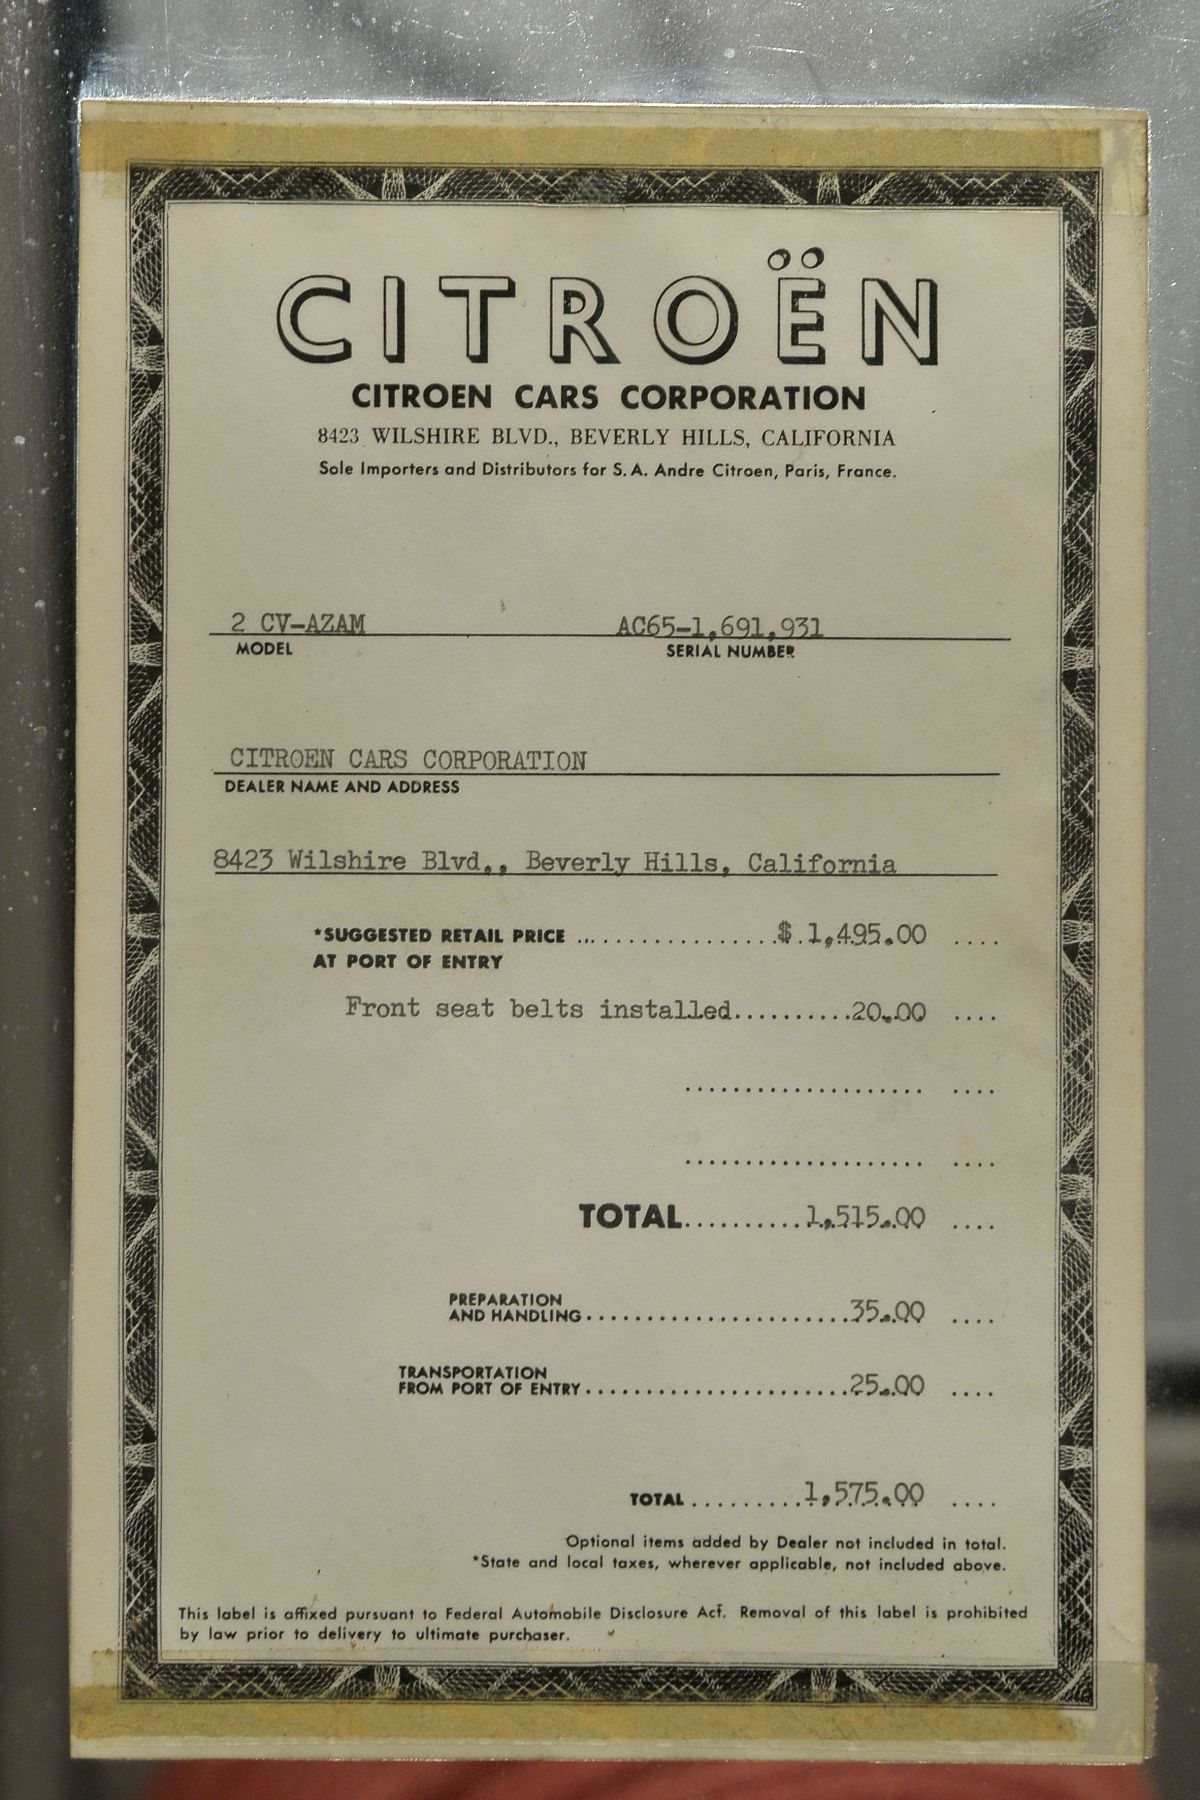 CITROËN
CITROEN CARS CORPORATION
8423 WILSHIRE BLVD., BEVERLY HILLS, CALIFORNIA
Sole Importers and Distributors for S. A. Andre Citroen, Paris, France.
2 CV-AZAM AC65-1,691,931
MODEL SERIAL NUMBER
CITROEN CARS CORPORATION
DEALER NAME AND ADDRESS
8423 Wilshire Blvd., Beverly Hills, California
*SUGGESTED RETAIL PRICE ................ $ 1,495.00 ....
AT PORT OF ENTRY
Front seat belts installed..........20.00 ....
.................... ....
.................... ....
TOTAL..........1,515.00 ....
PREPARATION
AND HANDLING......................35.00 ....
TRANSPORTATION
FROM PORT OF ENTRY......................25.00 ....
TOTAL .........1,575.00 ....
Optional items added by Dealer not included in total.
*State and local taxes, wherever applicable, not included above.
This label is affixed pursuant to Federal Automobile Disclosure Act. Removal of this label is prohibited
by law prior to delivery to ultimate purchaser.